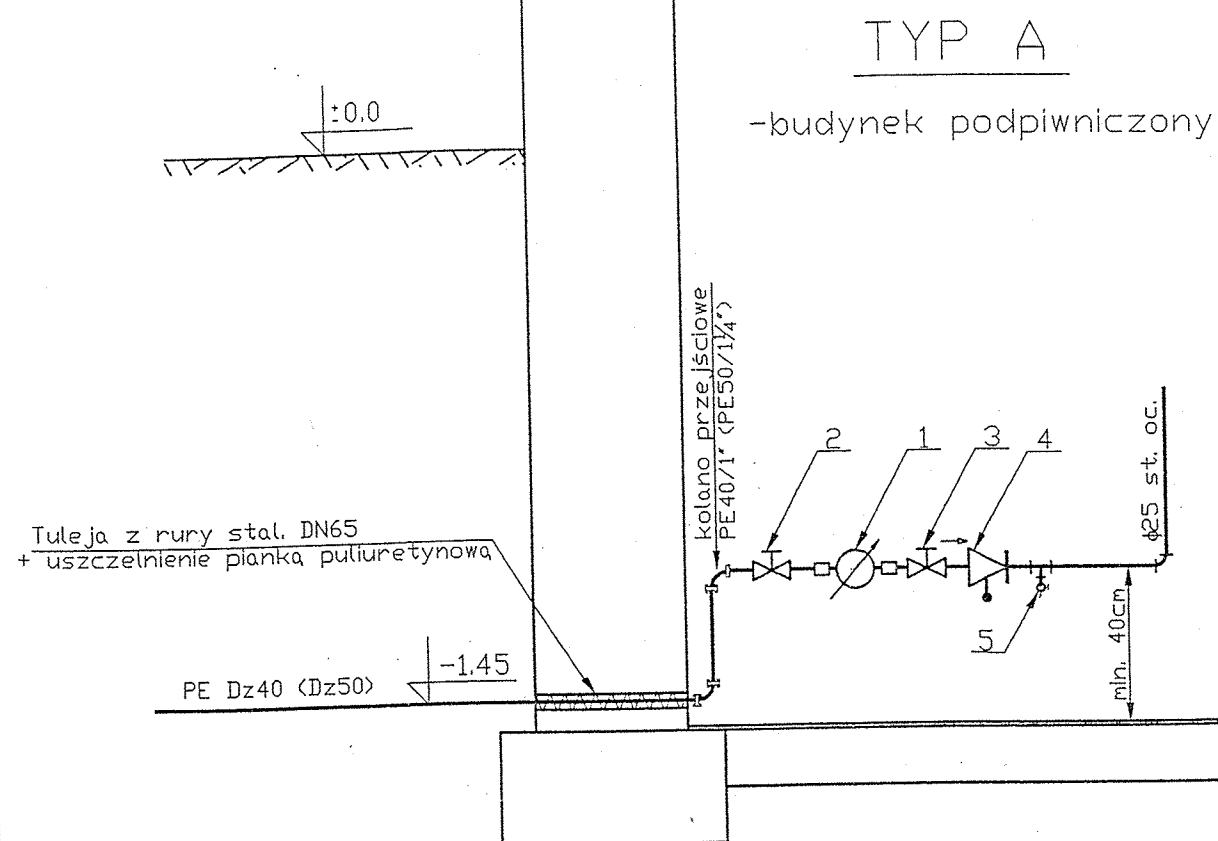 TYP A
-budynek podpiwniczony
±0.0
kolano przejściowe
PE40/1" (PE50/1¼")
2
1
3
4
φ25 st. oc.
Tuleja z rury stal. DN65
+ uszczelnienie pianką puliuretynową
5
min. 40cm
-1.45
PE Dz40 (Dz50)